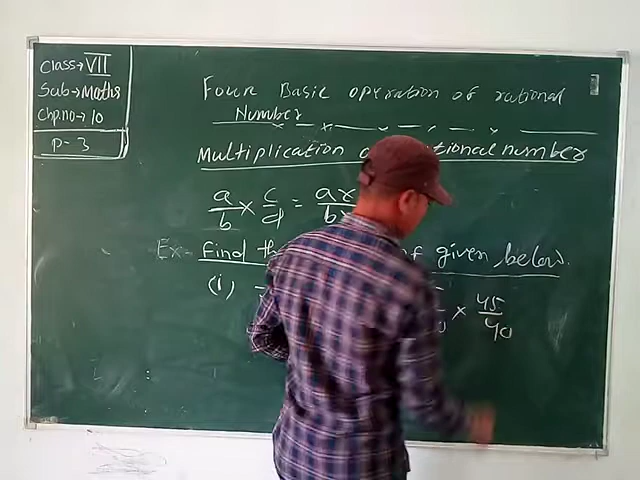 Class→VII
Sub→Maths
Chp.no→10
P-3
Four Basic operation of rational
Number
Multiplication tional number
a/b × c/d = a×
b×
Ex- Find th f given below.
(i) × 45/40